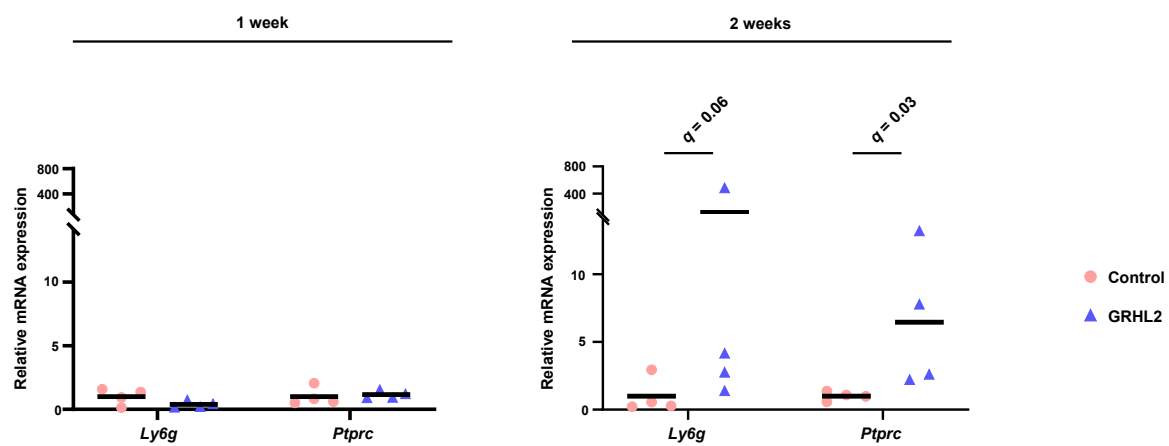 1 week
2 weeks
q = 0.06
q = 0.03
Relative mRNA expression
800
400
10
5
0
Ly6g
Ptprc
Relative mRNA expression
800
400
10
5
0
Ly6g
Ptprc
Control
GRHL2